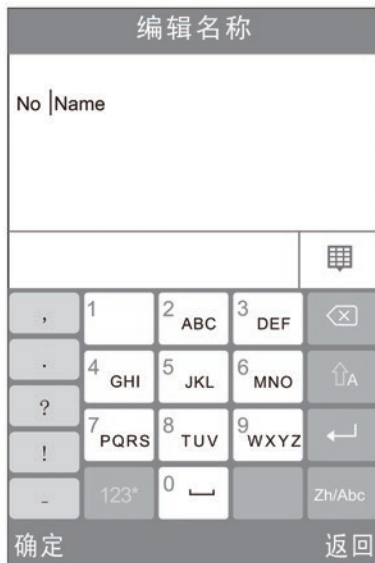 编辑名称
No Name
,
1
2 ABC
3 DEF
.
4 GHI
5 JKL
6 MNO
A
?
7 PQRS
8 TUV
9 WXYZ
!
-
123*
0
Zh/Abc
确定
返回